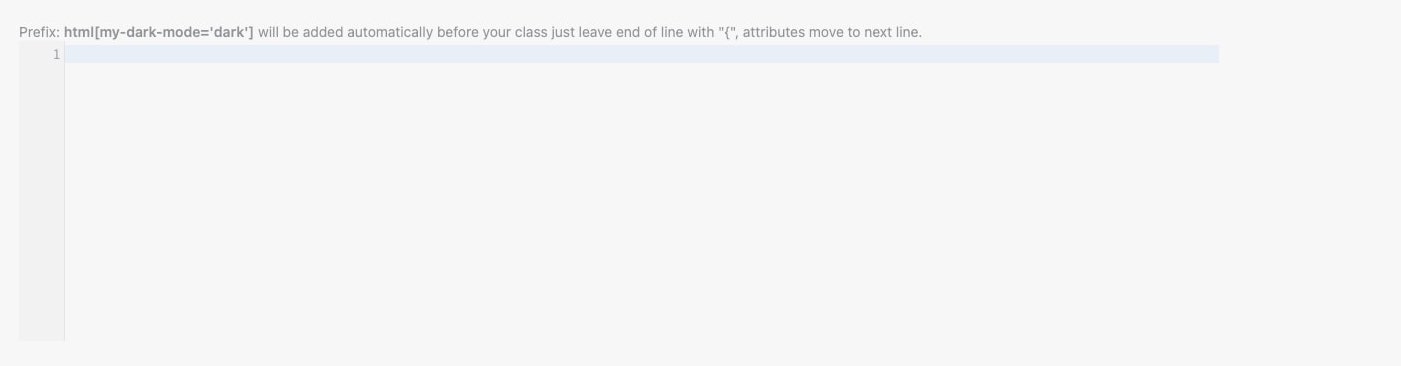 Prefix: html[my-dark-mode='dark'] will be added automatically before your class just leave end of line with "{", attributes move to next line.
1